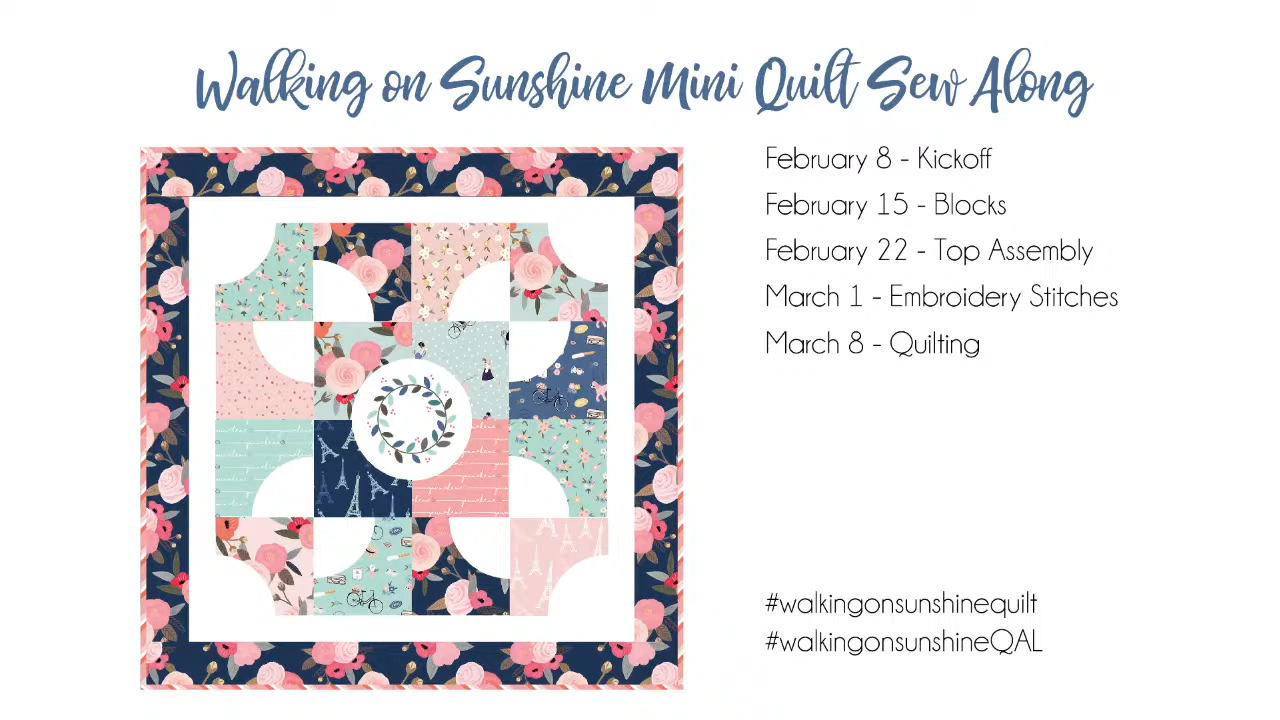 Walking on Sunshine Mini Quilt Sew Along
February 8 - Kickoff
February 15 - Blocks
February 22 - Top Assembly
March 1 - Embroidery Stitches
March 8 - Quilting
#walkingonsunshinequilt
#walkingonsunshineQAL